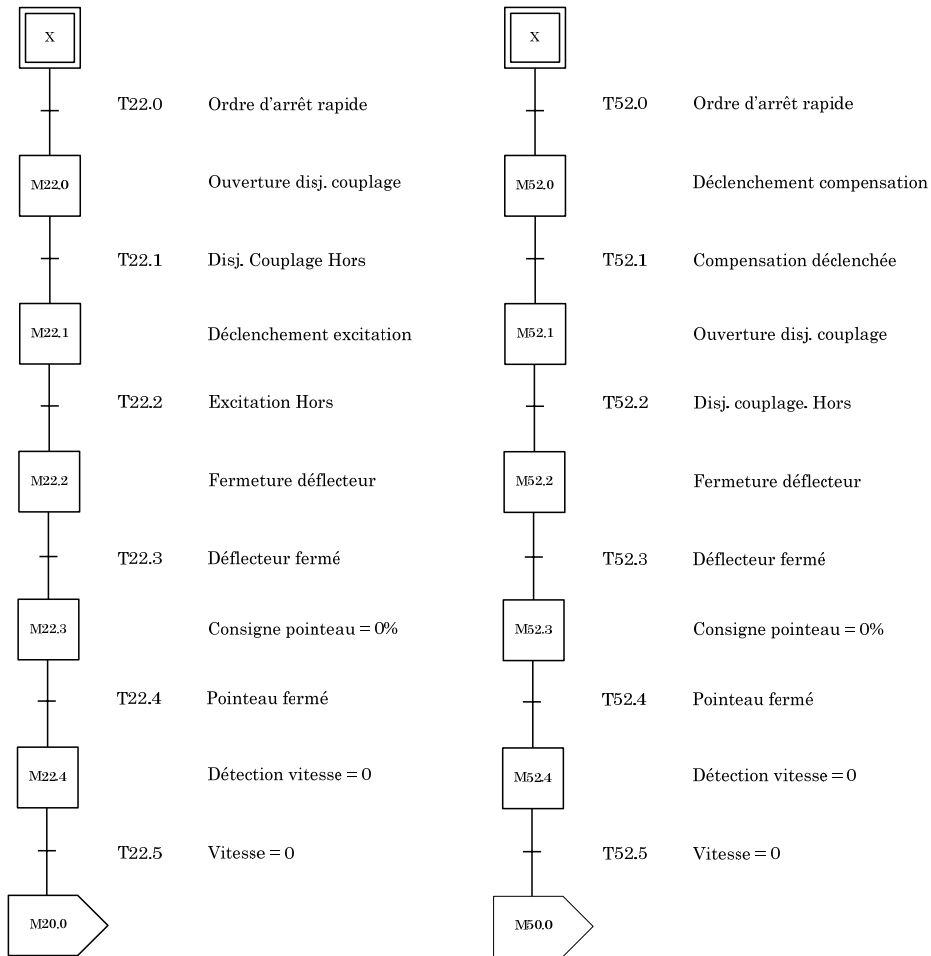 X
T22.0 Ordre d'arrêt rapide
M22.0 Ouverture disj. couplage
T22.1 Disj. Couplage Hors
M22.1 Déclenchement excitation
T22.2 Excitation Hors
M22.2 Fermeture déflecteur
T22.3 Déflecteur fermé
M22.3 Consigne pointeau = 0%
T22.4 Pointeau fermé
M22.4 Détection vitesse = 0
T22.5 Vitesse = 0
M20.0
X
T52.0 Ordre d'arrêt rapide
M52.0 Déclenchement compensation
T52.1 Compensation déclenchée
M52.1 Ouverture disj. couplage
T52.2 Disj. couplage. Hors
M52.2 Fermeture déflecteur
T52.3 Déflecteur fermé
M52.3 Consigne pointeau = 0%
T52.4 Pointeau fermé
M52.4 Détection vitesse = 0
T52.5 Vitesse = 0
M50.0